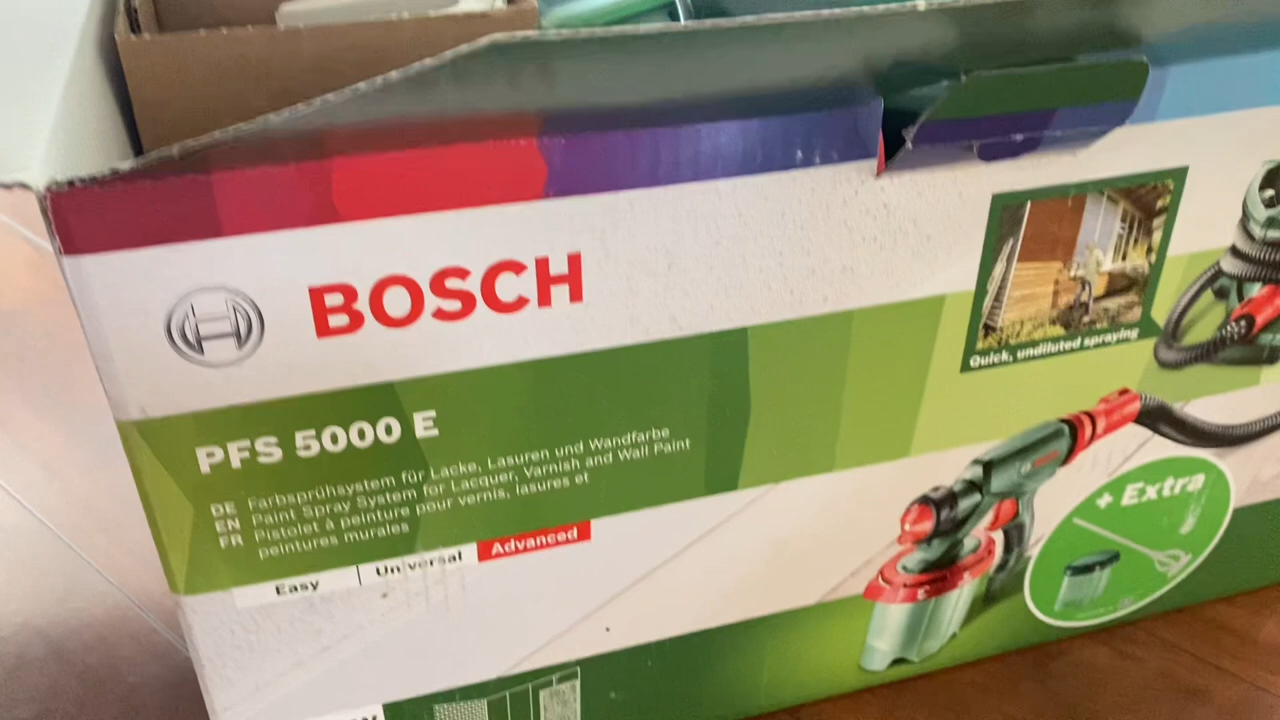 BOSCH
Quick, undiluted spraying
PFS 5000 E
DE Farbsprühsystem für Lacke, Lasuren und Wandfarbe
EN Paint Spray System for Lacquer, Varnish and Wall Paint
FR Pistolet à peinture pour vernis, lasures et
peintures murales
Easy | Universal Advanced
+ Extra